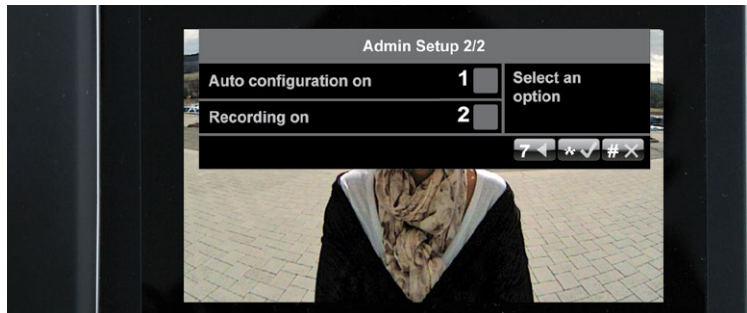 Admin Setup 2/2
Auto configuration on 1
Select an
option
Recording on 2
7 * #